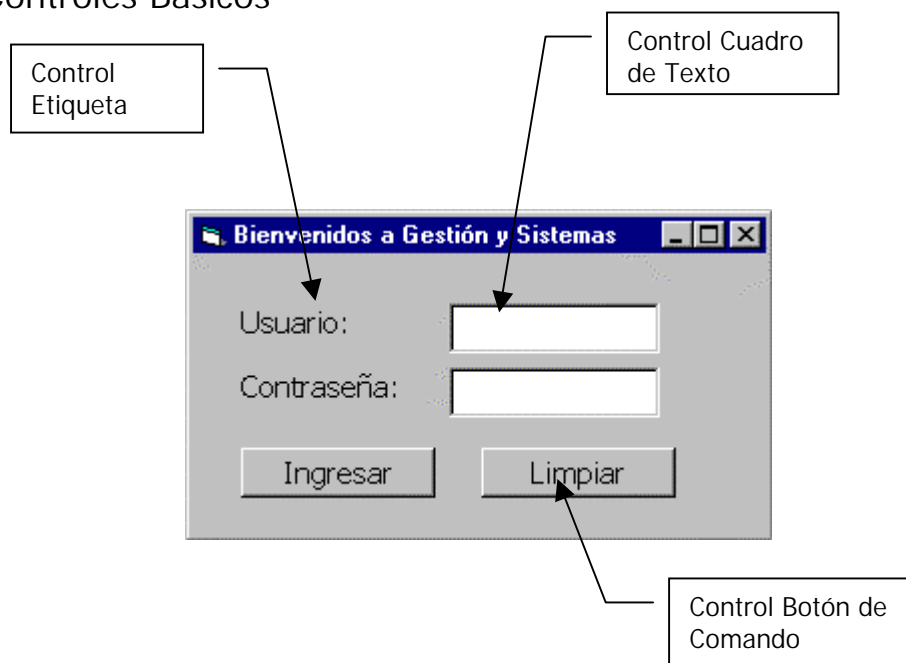 Controles Básicos
Control Cuadro
de Texto
Control
Etiqueta
Bienvenidos a Gestión y Sistemas
Usuario:
Contraseña:
Ingresar
Limpiar
Control Botón de
Comando